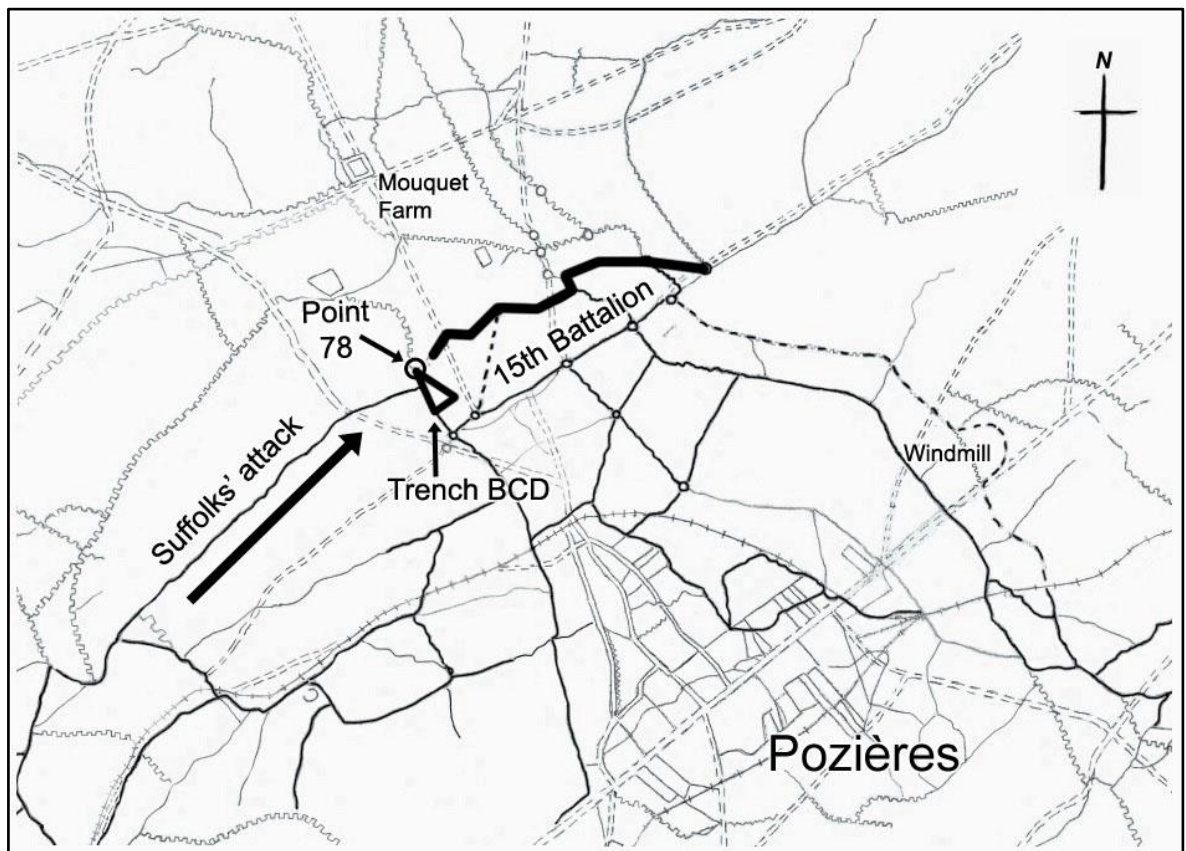 N
Mouquet
Farm
Point
78
15th Battalion
Suffolks' attack
Trench BCD
Windmill
Pozières